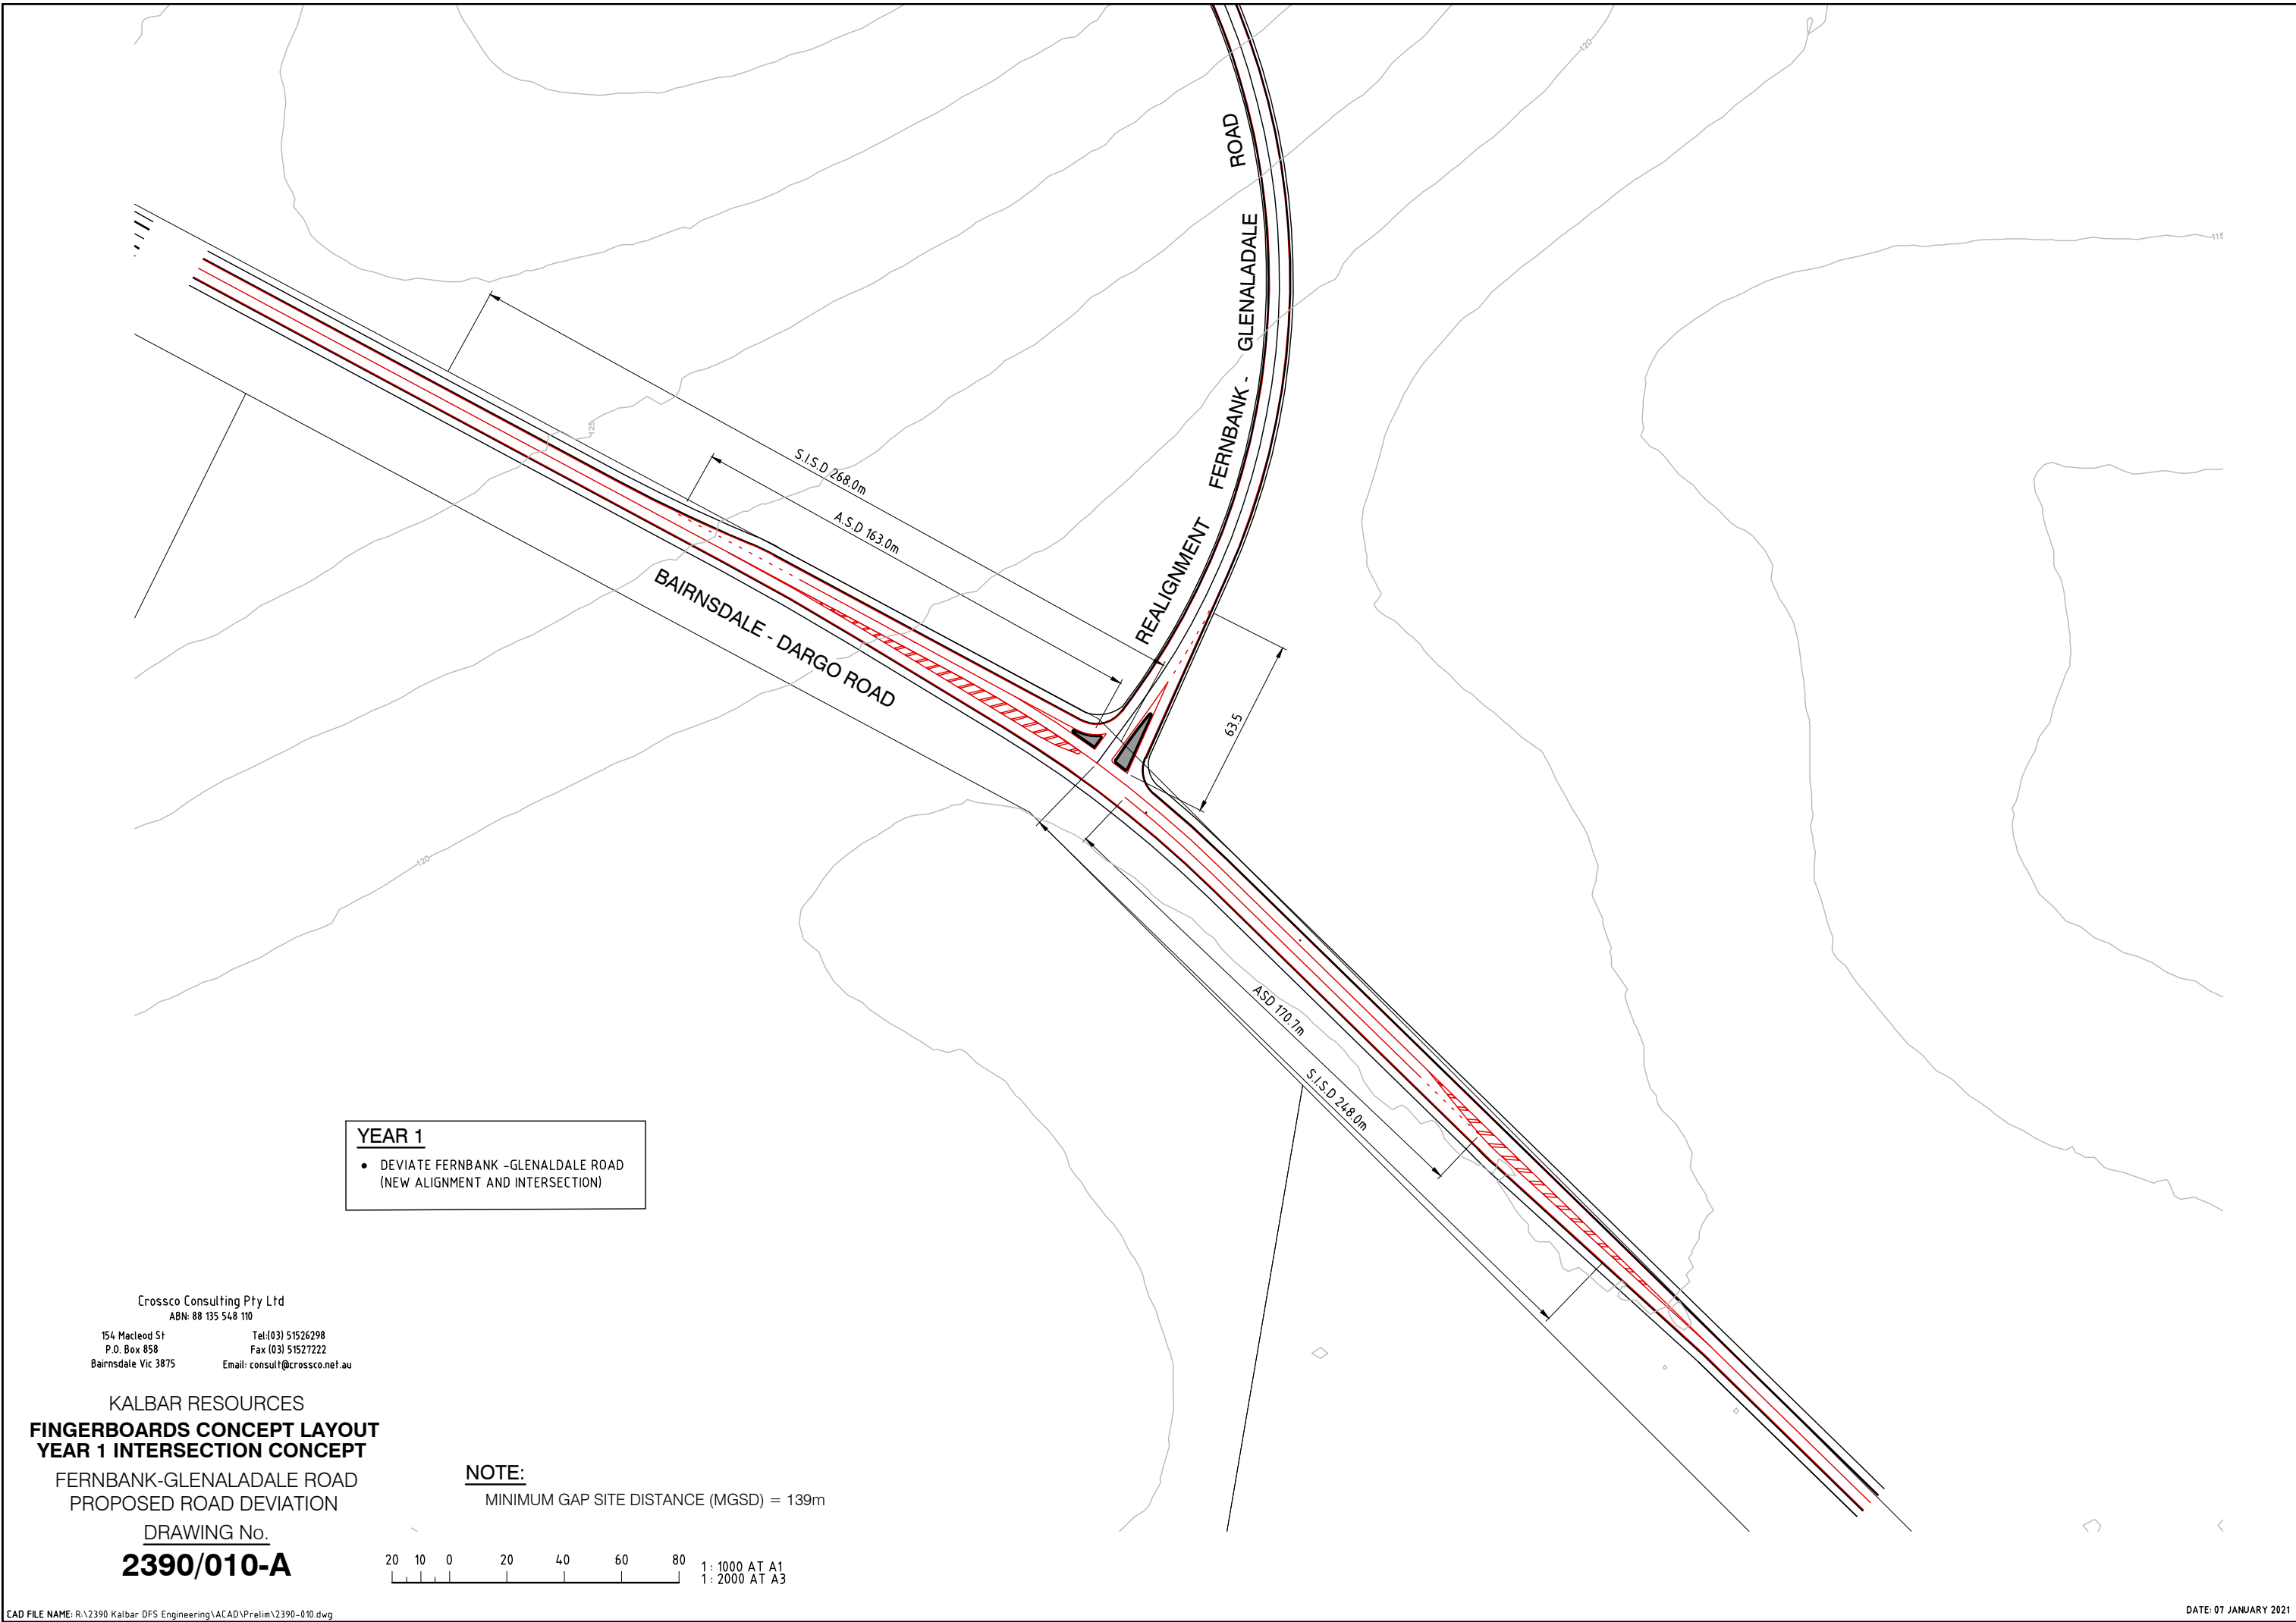 120
115
ROAD
GLENALADALE
FERNBANK -
REALIGNMENT
125
S.I.S.D 268.0m
A.S.D 163.0m
BAIRNSDALE - DARGO ROAD
63.5
120
ASD 170.7m
S.I.S.D 248.0m
YEAR 1
• DEVIATE FERNBANK -GLENALDALE ROAD
(NEW ALIGNMENT AND INTERSECTION)
Crossco Consulting Pty Ltd
ABN: 88 135 548 110
154 Macleod St
P.O. Box 858
Bairnsdale Vic 3875
Tel:(03) 51526298
Fax (03) 51527222
Email: consult@crossco.net.au
KALBAR RESOURCES
FINGERBOARDS CONCEPT LAYOUT
YEAR 1 INTERSECTION CONCEPT
FERNBANK-GLENALADALE ROAD
PROPOSED ROAD DEVIATION
DRAWING No.
2390/010-A
NOTE:
MINIMUM GAP SITE DISTANCE (MGSD) = 139m
20 10 0 20 40 60 80
1 : 1000 AT A1
1 : 2000 AT A3
CAD FILE NAME: R:\2390 Kalbar DFS Engineering\ACAD\Prelim\2390-010.dwg
DATE: 07 JANUARY 2021